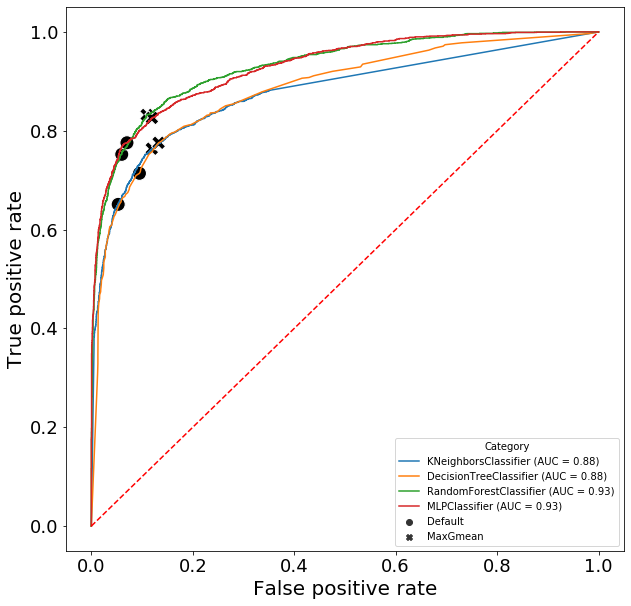 1.0
0.8
0.6
0.4
0.2
0.0
True positive rate
Category
KNeighborsClassifier (AUC = 0.88)
DecisionTreeClassifier (AUC = 0.88)
RandomForestClassifier (AUC = 0.93)
MLPClassifier (AUC = 0.93)
Default
MaxGmean
0.0 0.2 0.4 0.6 0.8 1.0
False positive rate